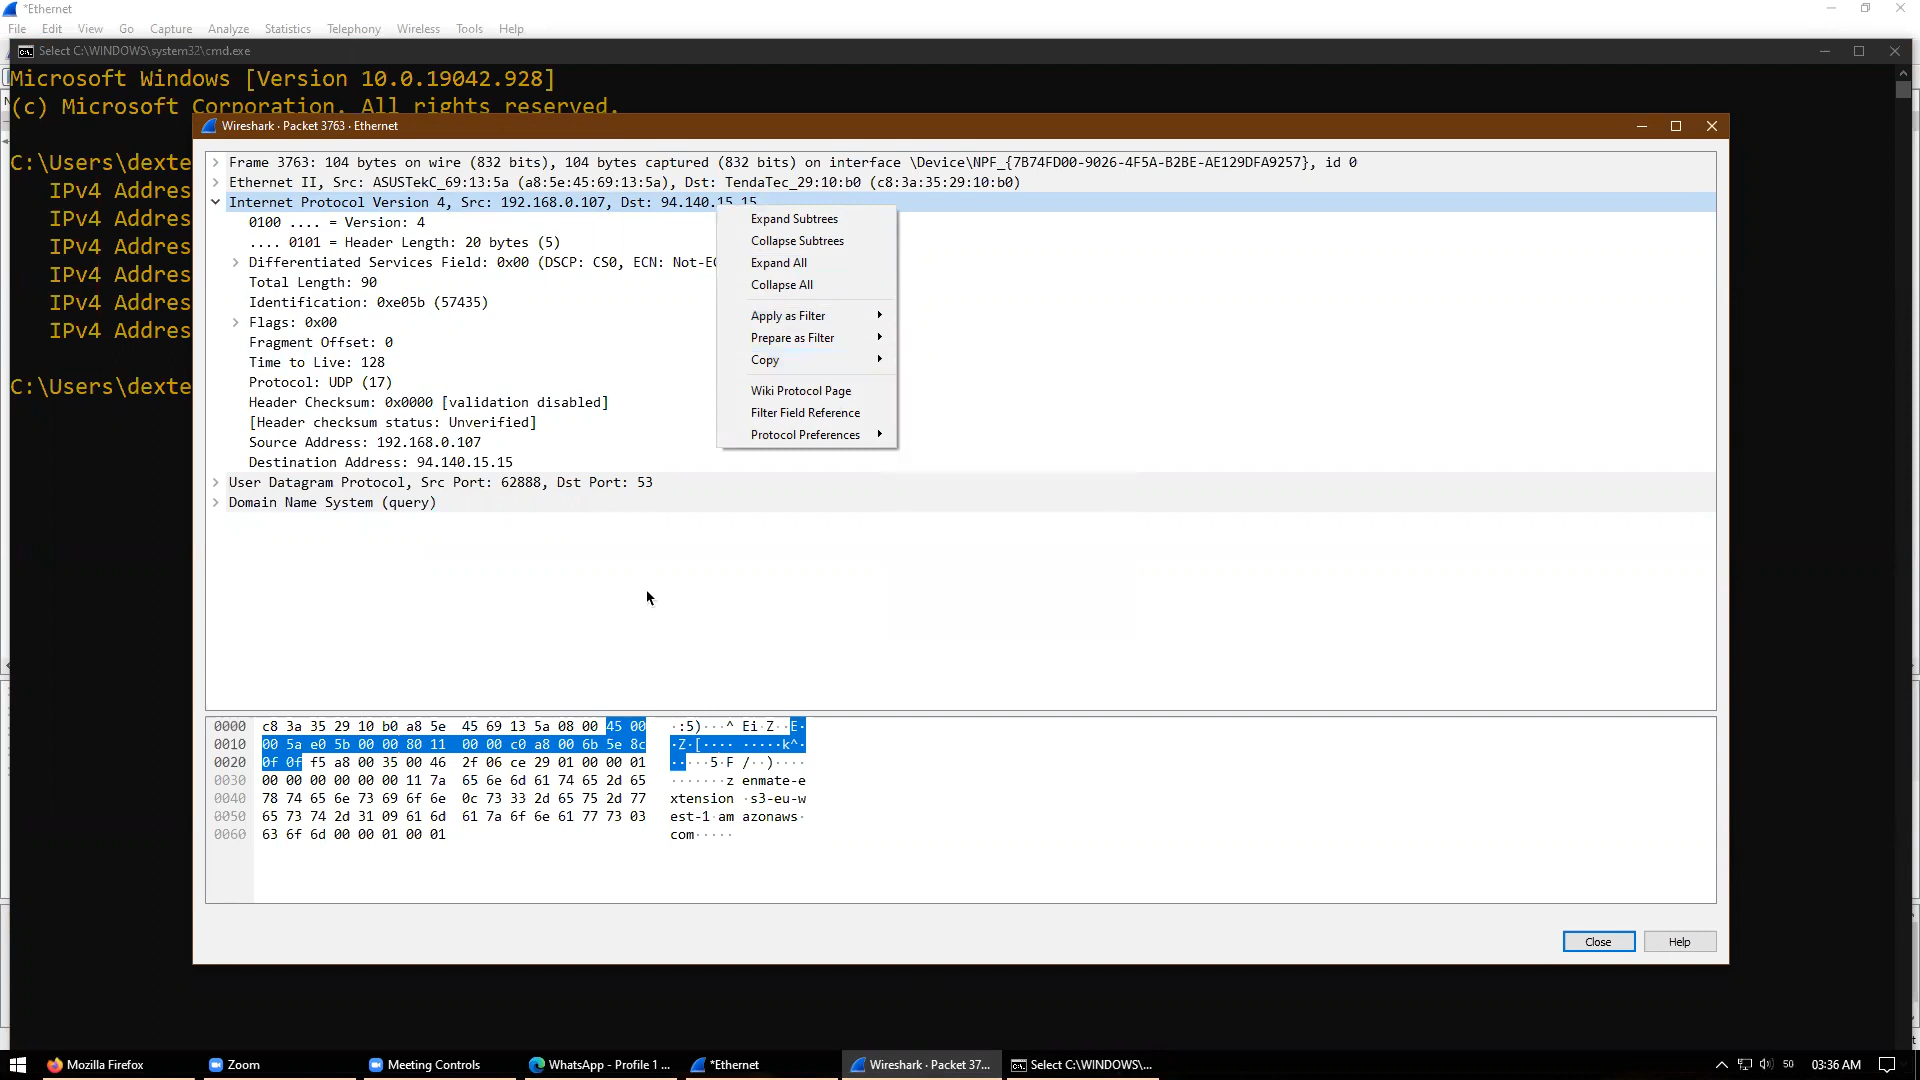 *Ethernet
File Edit View Go Capture Analyze Statistics Telephony Wireless Tools Help
Select C:\WINDOWS\system32\cmd.exe
Microsoft Windows [Version 10.0.19042.928]
(c) Microsoft Corporation. All rights reserved.
Wireshark · Packet 3763 · Ethernet
C:\Users\dexte
IPv4 Addres
IPv4 Addres
IPv4 Addres
IPv4 Addres
IPv4 Addres
IPv4 Addres
C:\Users\dexte
Frame 3763: 104 bytes on wire (832 bits), 104 bytes captured (832 bits) on interface \Device\NPF_{7B74FD00-9026-4F5A-B2BE-AE129DFA9257}, id 0
Ethernet II, Src: ASUSTekC_69:13:5a (a8:5e:45:69:13:5a), Dst: TendaTec_29:10:b0 (c8:3a:35:29:10:b0)
Internet Protocol Version 4, Src: 192.168.0.107, Dst: 94.140.15.15
0100 .... = Version: 4
.... 0101 = Header Length: 20 bytes (5)
Differentiated Services Field: 0x00 (DSCP: CS0, ECN: Not-EC
Total Length: 90
Identification: 0xe05b (57435)
Flags: 0x00
Fragment Offset: 0
Time to Live: 128
Protocol: UDP (17)
Header Checksum: 0x0000 [validation disabled]
[Header checksum status: Unverified]
Source Address: 192.168.0.107
Destination Address: 94.140.15.15
User Datagram Protocol, Src Port: 62888, Dst Port: 53
Domain Name System (query)
Expand Subtrees
Collapse Subtrees
Expand All
Collapse All
Apply as Filter
Prepare as Filter
Copy
Wiki Protocol Page
Filter Field Reference
Protocol Preferences
0000 c8 3a 35 29 10 b0 a8 5e 45 69 13 5a 08 00 45 00 ·:5)···^ Ei·Z··E·
0010 00 5a e0 5b 00 00 80 11 00 00 c0 a8 00 6b 5e 8c ·Z·[···· ·····k^·
0020 0f 0f f5 a8 00 35 00 46 2f 06 ce 29 01 00 00 01 ·····5·F /··)····
0030 00 00 00 00 00 00 11 7a 65 6e 6d 61 74 65 2d 65 ·······z enmate-e
0040 78 74 65 6e 73 69 6f 6e 0c 73 33 2d 65 75 2d 77 xtension ·s3-eu-w
0050 65 73 74 2d 31 09 61 6d 61 7a 6f 6e 61 77 73 03 est-1·am azonaws·
0060 63 6f 6d 00 00 01 00 01 com·····
Close Help
Mozilla Firefox Zoom Meeting Controls WhatsApp - Profile 1 ... *Ethernet Wireshark · Packet 37... Select C:\WINDOWS\... 50 03:36 AM